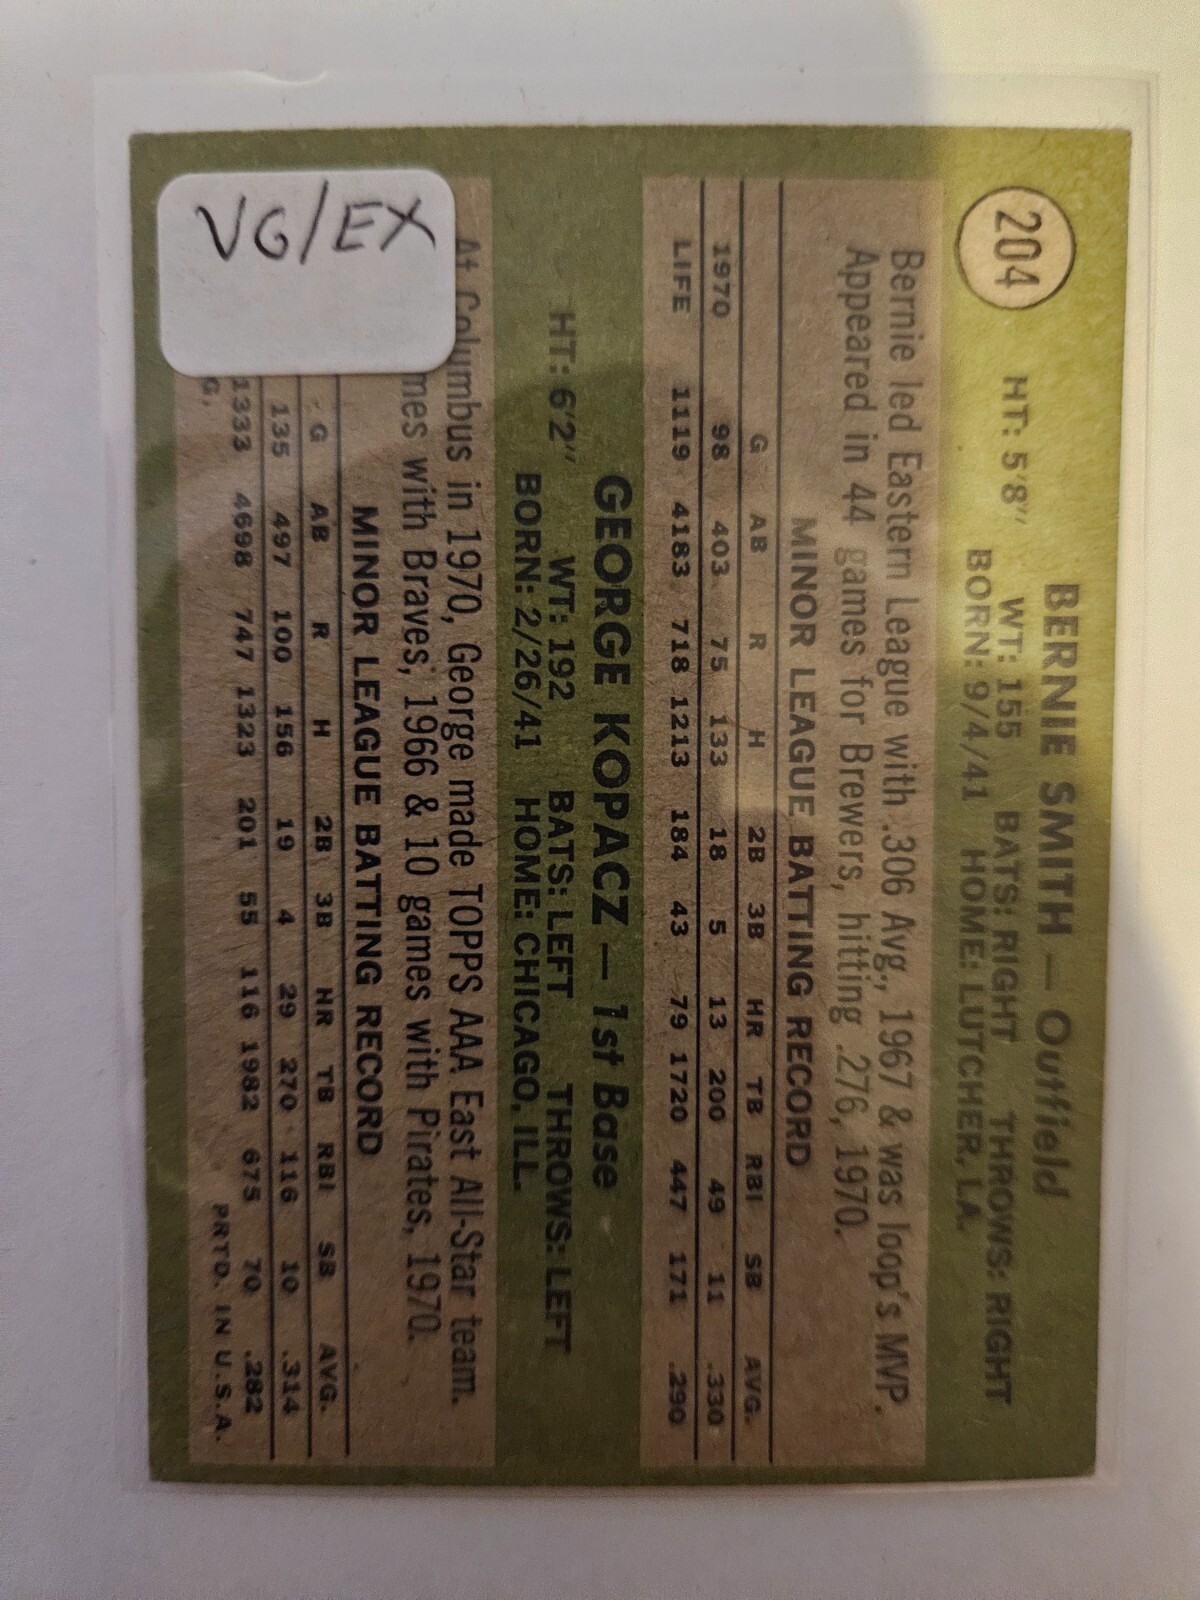 204
BERNIE SMITH — Outfield
HT: 5'8" WT: 155 BATS: RIGHT THROWS: RIGHT
BORN: 9/4/41 HOME: LUTCHER, LA.
Bernie led Eastern League with .306 Avg., 1967 & was loop's MVP.
Appeared in 44 games for Brewers, hitting .276, 1970.
MINOR LEAGUE BATTING RECORD
G AB R H 2B 3B HR TB RBI SB AVG.
1970 98 403 75 133 18 5 13 200 49 11 .330
LIFE 1119 4183 718 1213 184 43 79 1720 447 171 .290
GEORGE KOPACZ — 1st Base
HT: 6'2" WT: 192 BATS: LEFT THROWS: LEFT
BORN: 2/26/41 HOME: CHICAGO, ILL.
At Columbus in 1970, George made TOPPS AAA East All-Star team.
mes with Braves, 1966 & 10 games with Pirates, 1970.
MINOR LEAGUE BATTING RECORD
G AB R H 2B 3B HR TB RBI SB AVG.
135 497 100 156 19 4 29 270 116 10 .314
1333 4698 747 1323 201 55 116 1982 675 70 .282
G. PRTD. IN U.S.A.
VG/EX